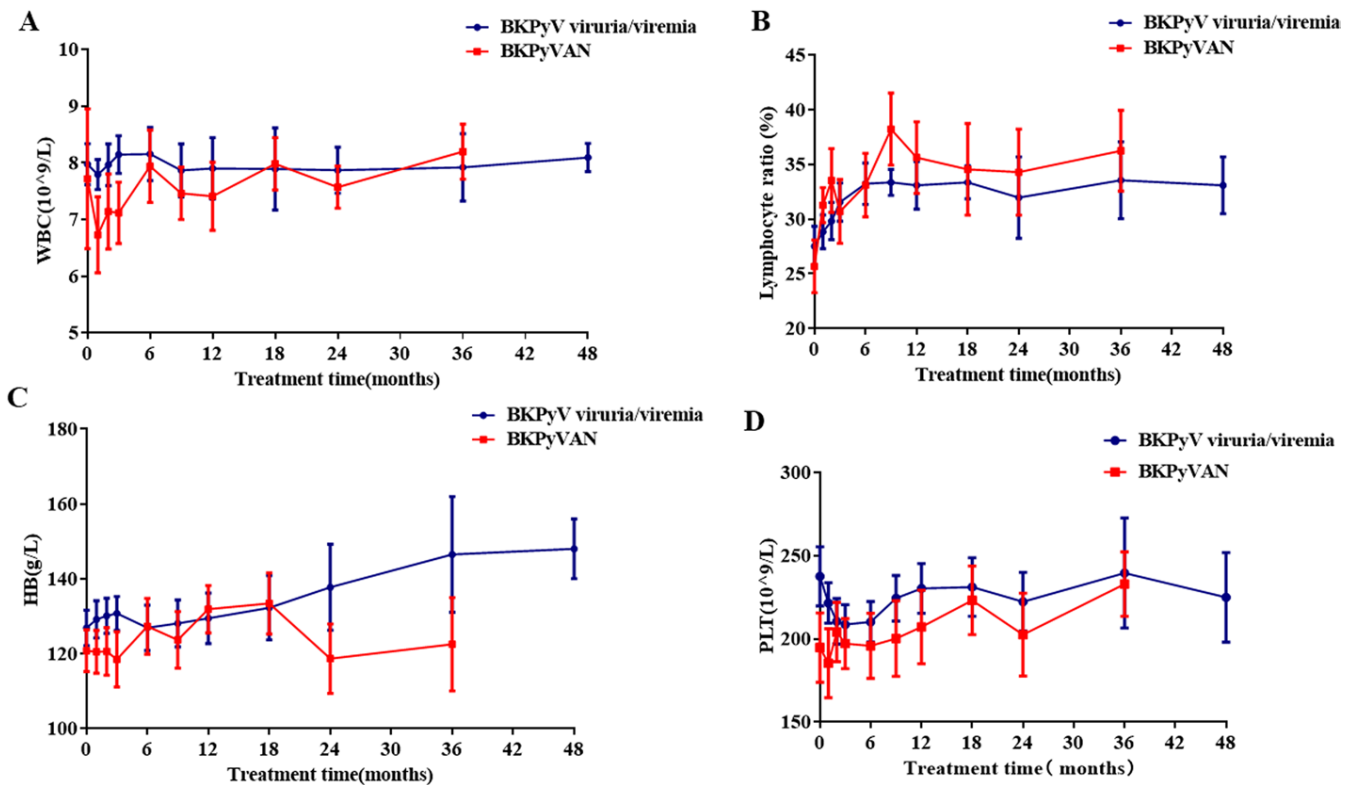 A
BKPyV viruria/viremia
BKPyVAN
WBC(10^9/L)
10
9
8
7
6
5
0 6 12 18 24 30 36 42 48
Treatment time(months)
B
BKPyV viruria/viremia
BKPyVAN
Lymphocyte ratio (%)
45
40
35
30
25
20
0 6 12 18 24 30 36 42 48
Treatment time(months)
C
BKPyV viruria/viremia
BKPyVAN
HB(g/L)
180
160
140
120
100
0 6 12 18 24 30 36 42 48
Treatment time(months)
D
BKPyV viruria/viremia
BKPyVAN
PLT(10^9/L)
300
250
200
150
0 6 12 18 24 30 36 42 48
Treatment time( months)